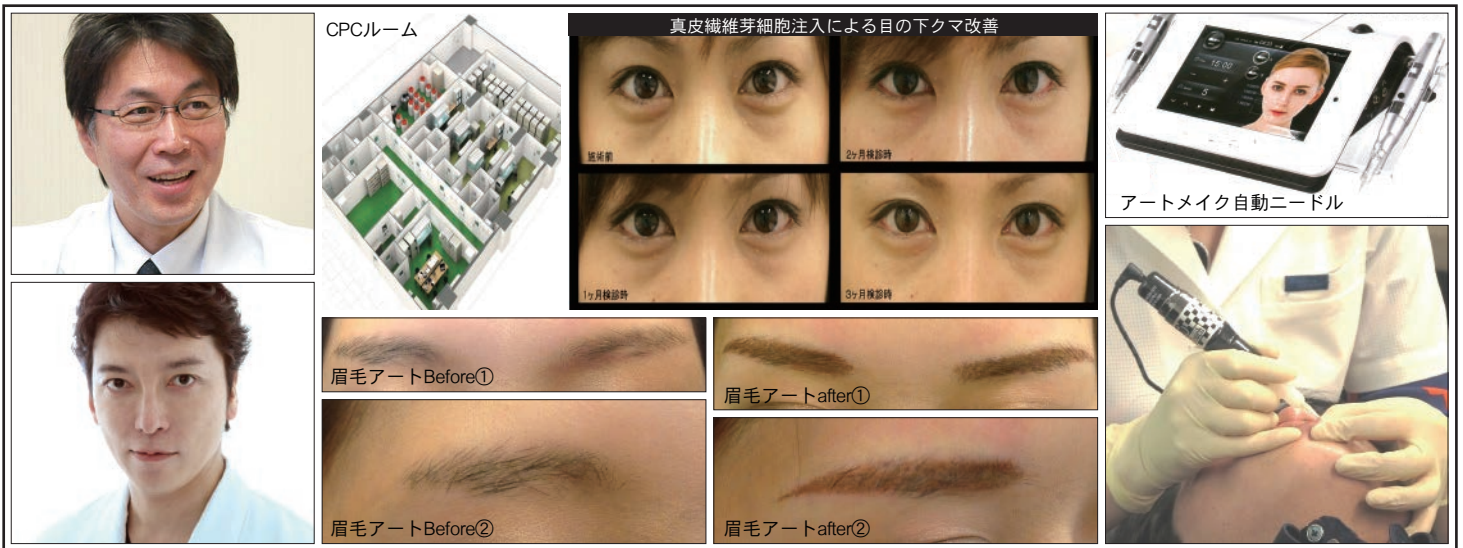 CPCルーム
真皮繊維芽細胞注入による目の下クマ改善
施術前
2ヶ月検診時
1ヶ月検診時
3ヶ月検診時
アートメイク自動ニードル
眉毛アートBefore①
眉毛アートafter①
眉毛アートBefore②
眉毛アートafter②
15:00
5